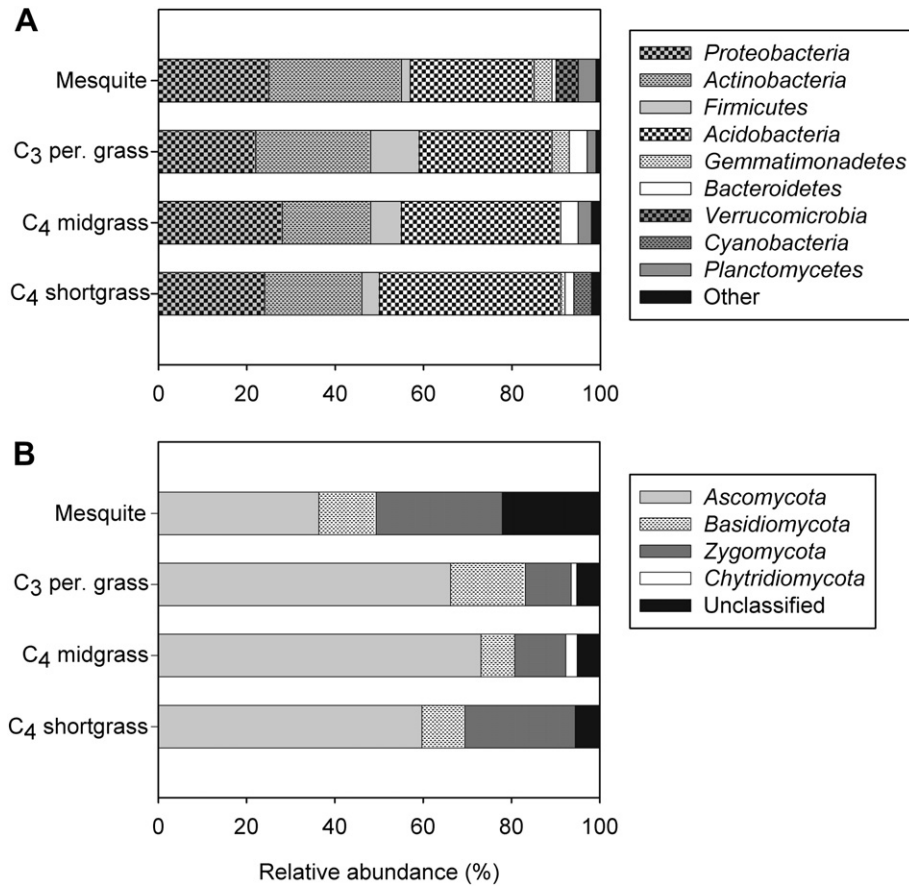 A
Mesquite
C3 per. grass
C4 midgrass
C4 shortgrass
0 20 40 60 80 100
Proteobacteria
Actinobacteria
Firmicutes
Acidobacteria
Gemmatimonadetes
Bacteroidetes
Verrucomicrobia
Cyanobacteria
Planctomycetes
Other
B
Mesquite
C3 per. grass
C4 midgrass
C4 shortgrass
0 20 40 60 80 100
Relative abundance (%)
Ascomycota
Basidiomycota
Zygomycota
Chytridiomycota
Unclassified